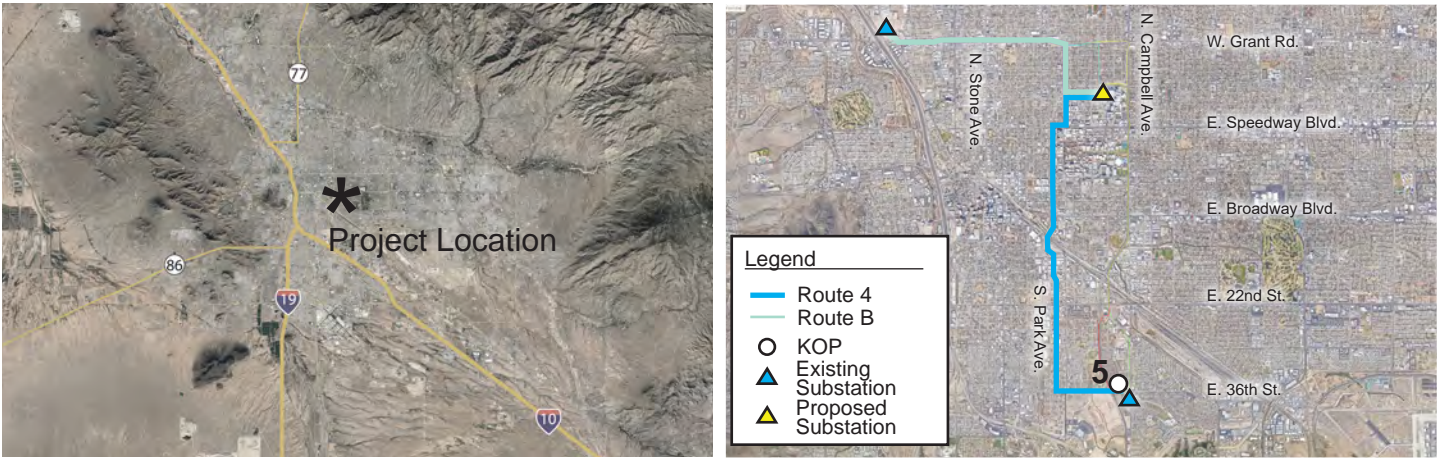 77
*
Project Location
86
19
10
W. Grant Rd.
N. Stone Ave.
N. Campbell Ave.
E. Speedway Blvd.
E. Broadway Blvd.
E. 22nd St.
S. Park Ave.
5
E. 36th St.
Legend
Route 4
Route B
KOP
Existing
Substation
Proposed
Substation